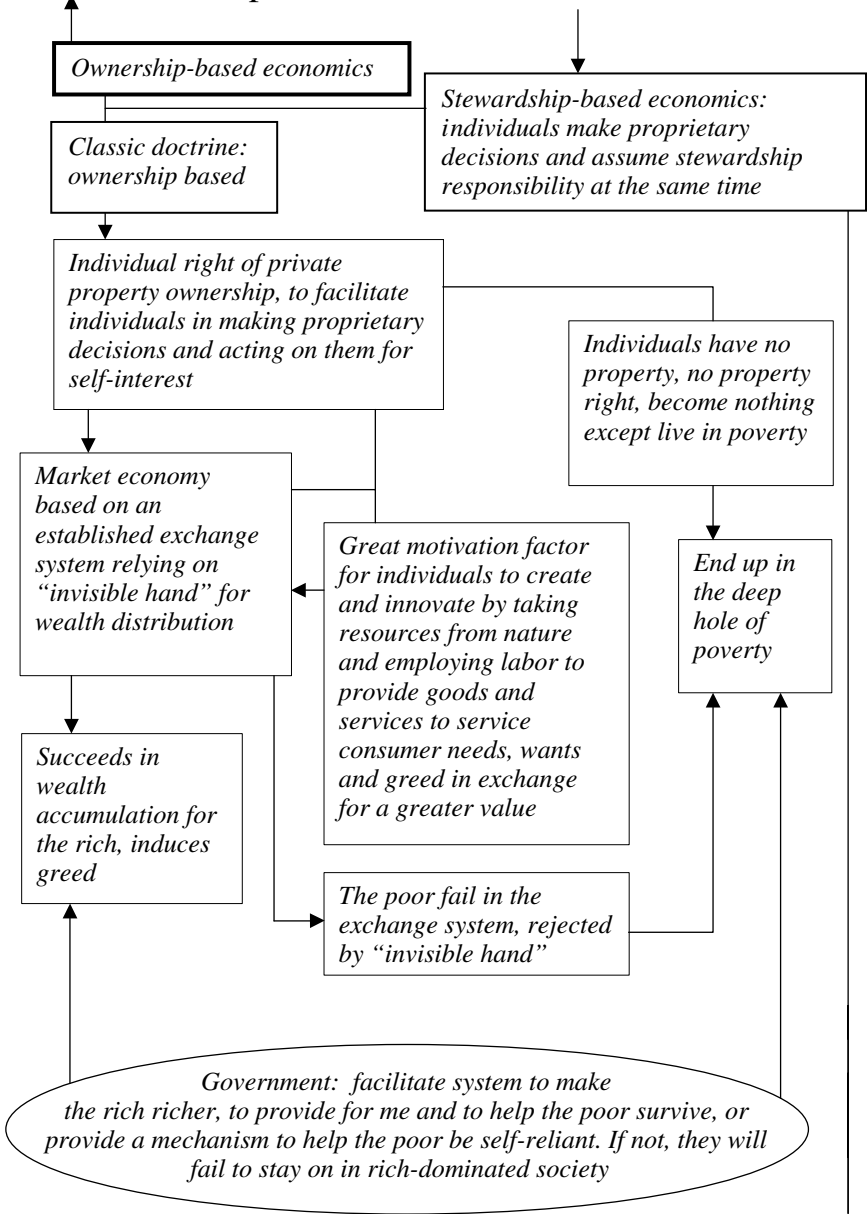 Ownership-based economics
Stewardship-based economics:
individuals make proprietary
decisions and assume stewardship
responsibility at the same time
Classic doctrine:
ownership based
Individual right of private
property ownership, to facilitate
individuals in making proprietary
decisions and acting on them for
self-interest
Individuals have no
property, no property
right, become nothing
except live in poverty
Market economy
based on an
established exchange
system relying on
“invisible hand” for
wealth distribution
Great motivation factor
for individuals to create
and innovate by taking
resources from nature
and employing labor to
provide goods and
services to service
consumer needs, wants
and greed in exchange
for a greater value
End up in
the deep
hole of
poverty
Succeeds in
wealth
accumulation for
the rich, induces
greed
The poor fail in the
exchange system, rejected
by “invisible hand”
Government: facilitate system to make
the rich richer, to provide for me and to help the poor survive, or
provide a mechanism to help the poor be self-reliant. If not, they will
fail to stay on in rich-dominated society